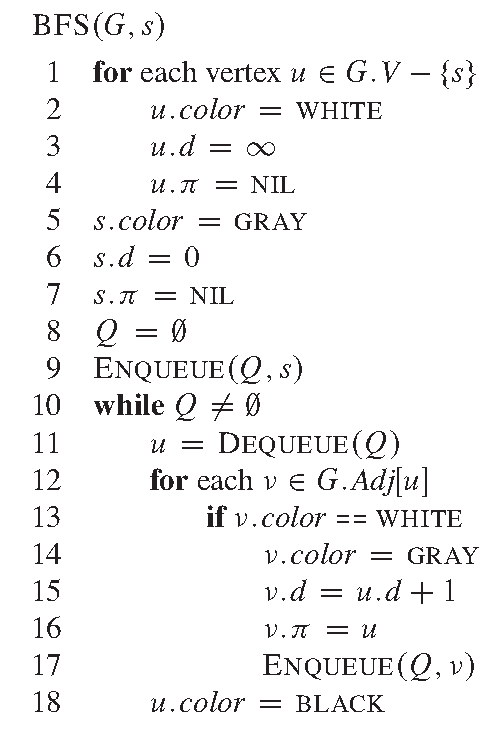 BFS(G, s)
1 for each vertex u ∈ G.V − {s}
2 u.color = WHITE
3 u.d = ∞
4 u.π = NIL
5 s.color = GRAY
6 s.d = 0
7 s.π = NIL
8 Q = ∅
9 ENQUEUE(Q, s)
10 while Q ≠ ∅
11 u = DEQUEUE(Q)
12 for each v ∈ G.Adj[u]
13 if v.color == WHITE
14 v.color = GRAY
15 v.d = u.d + 1
16 v.π = u
17 ENQUEUE(Q, v)
18 u.color = BLACK